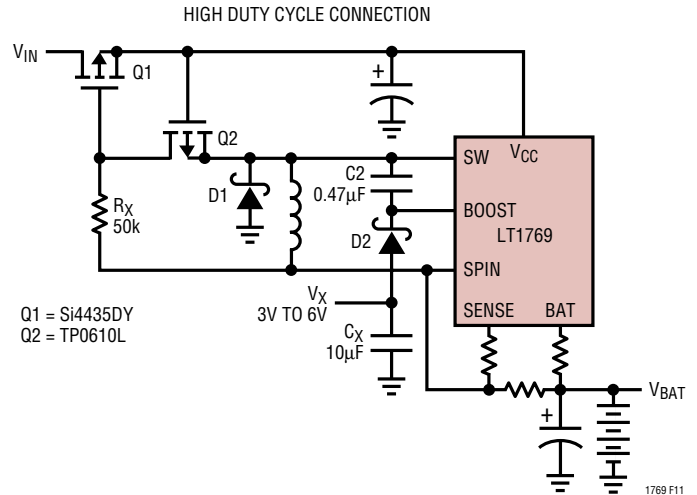 HIGH DUTY CYCLE CONNECTION
VIN
Q1
Q2
RX
50k
D1
C2
0.47μF
D2
SW
VCC
BOOST
LT1769
SPIN
SENSE
BAT
VX
3V TO 6V
CX
10μF
Q1 = Si4435DY
Q2 = TP0610L
+
+
VBAT
1769 F11